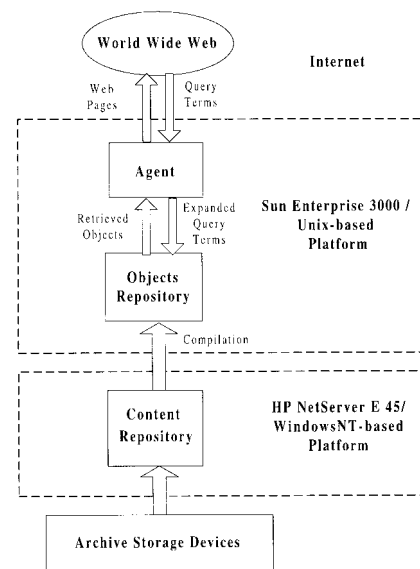 World Wide Web
Internet
Web
Pages
Query
Terms
Agent
Sun Enterprise 3000 /
Unix-based
Platform
Retrieved
Objects
Expanded
Query
Terms
Objects
Repository
Compilation
Content
Repository
HP NetServer E 45/
WindowsNT-based
Platform
Archive Storage Devices